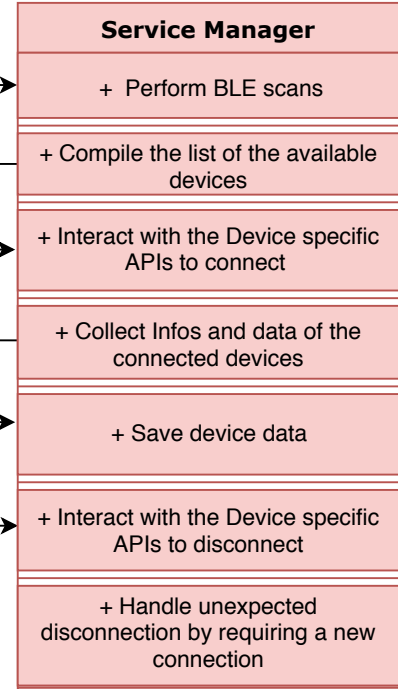 Service Manager
+ Perform BLE scans
+ Compile the list of the available
devices
+ Interact with the Device specific
APIs to connect
+ Collect Infos and data of the
connected devices
+ Save device data
+ Interact with the Device specific
APIs to disconnect
+ Handle unexpected
disconnection by requiring a new
connection